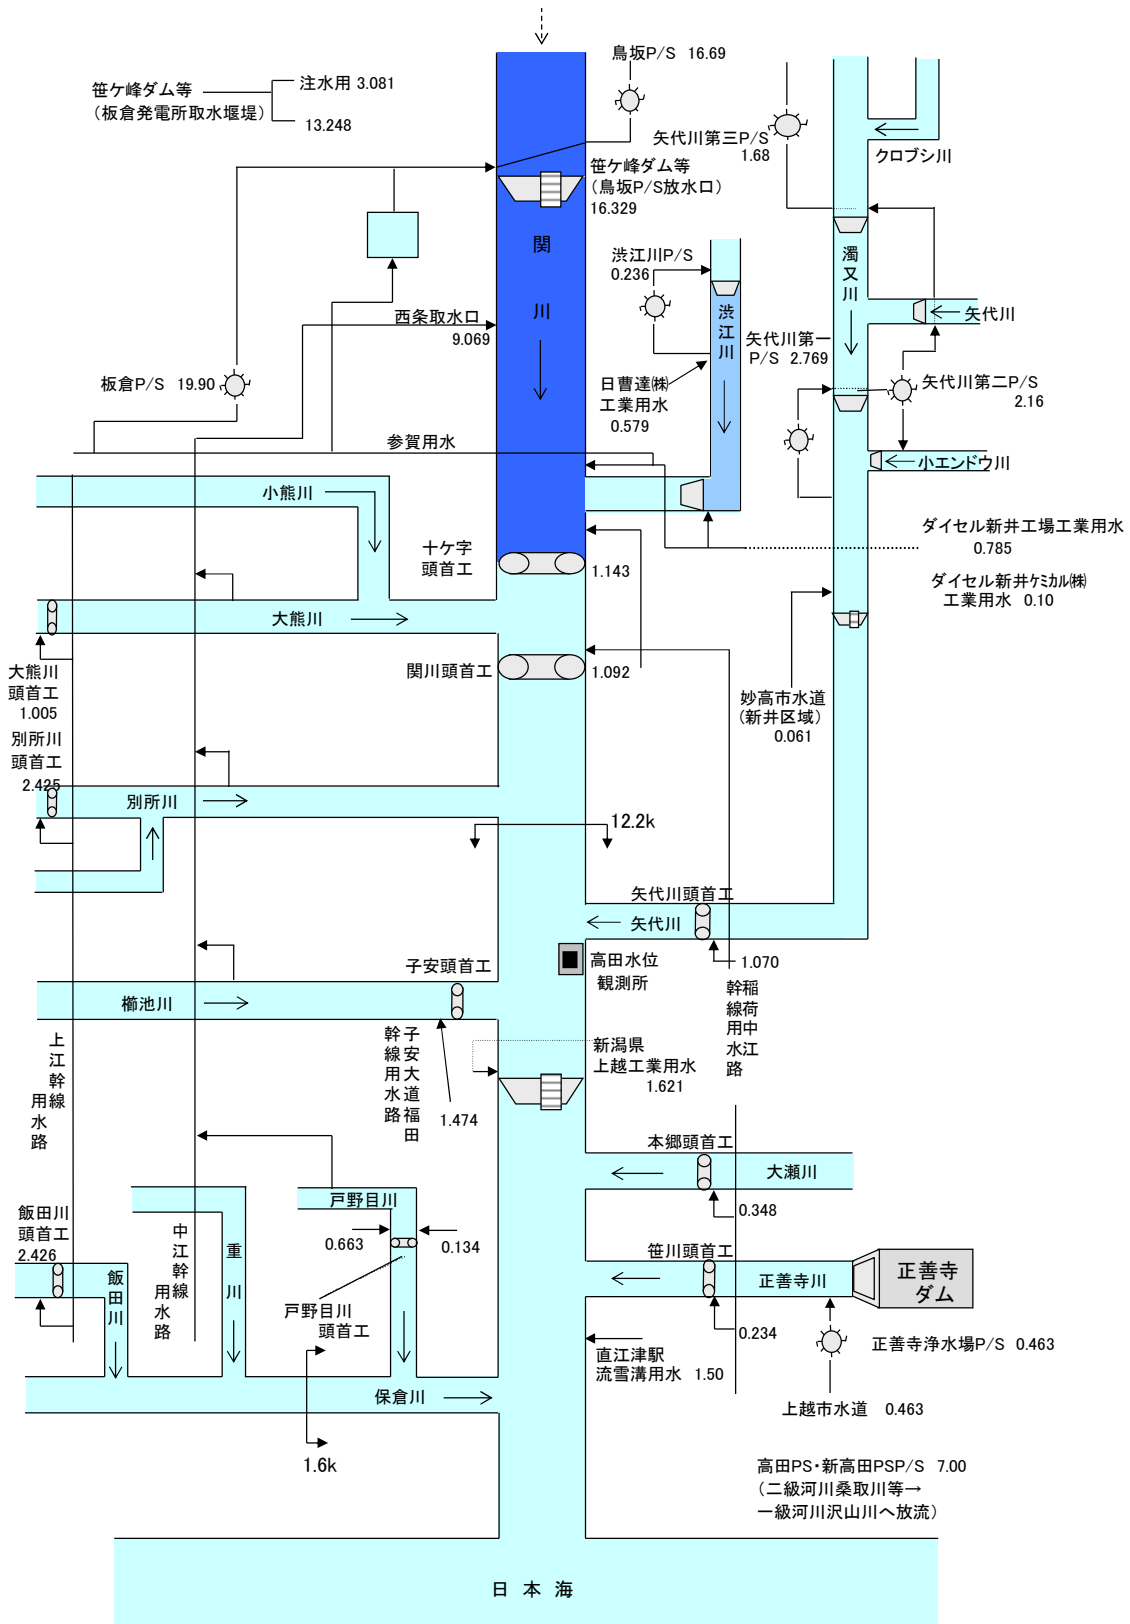 鳥坂P/S 16.69
笹ケ峰ダム等
(板倉発電所取水堰堤)
注水用 3.081
13.248
矢代川第三P/S
1.68
クロブシ川
笹ケ峰ダム等
(鳥坂P/S放水口)
16.329
関
川
渋江川P/S
0.236
渋江川
濁又川
西条取水口
9.069
矢代川
矢代川第一
P/S 2.769
板倉P/S 19.90
日曹達㈱
工業用水
0.579
矢代川第二P/S
2.16
参賀用水
小エンドウ川
小熊川
ダイセル新井工場工業用水
0.785
十ケ字
頭首工
1.143
ダイセル新井ケミカル㈱
工業用水 0.10
大熊川
大熊川
頭首工
1.005
関川頭首工
1.092
妙高市水道
(新井区域)
0.061
別所川
頭首工
2.425
別所川
12.2k
矢代川頭首工
矢代川
1.070
子安頭首工
高田水位
観測所
櫛池川
上江幹線
用水路
子安大道福田
幹線用水路
1.474
新潟県
上越工業用水
1.621
稲荷中江
幹線用水路
本郷頭首工
大瀬川
0.348
戸野目川
飯田川
頭首工
2.426
中江幹線
用水路
重川
0.663
0.134
笹川頭首工
正善寺川
正善寺
ダム
飯田川
戸野目川
頭首工
0.234
直江津駅
流雪溝用水 1.50
正善寺浄水場P/S 0.463
保倉川
上越市水道 0.463
1.6k
高田PS・新高田PSP/S 7.00
(二級河川桑取川等→
一級河川沢山川へ放流)
日本海